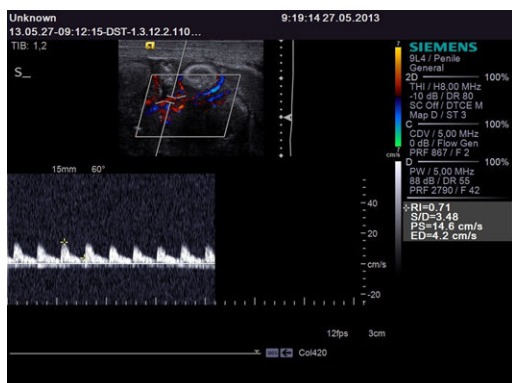 Unknown
9:19:14 27.05.2013
13.05.27-09:12:15-DST-1.3.12.2.110...
TIB: 1,2
S_
7
7
cm/s
SIEMENS
9L4 / Penile
General
2D 100%
THI / H8,00 MHz
-10 dB / DR 80
SC Off / DTCE M
Map D / ST 3
C 100%
CDV / 5,00 MHz
0 dB / Flow Gen
PRF 867 / F 2
D 100%
PW / 5,00 MHz
88 dB / DR 55
PRF 2790 / F 42
RI=0.71
S/D=3.48
PS=14.6 cm/s
ED=4.2 cm/s
15mm 60°
40
20
cm/s
-20
12fps 3cm
Col420